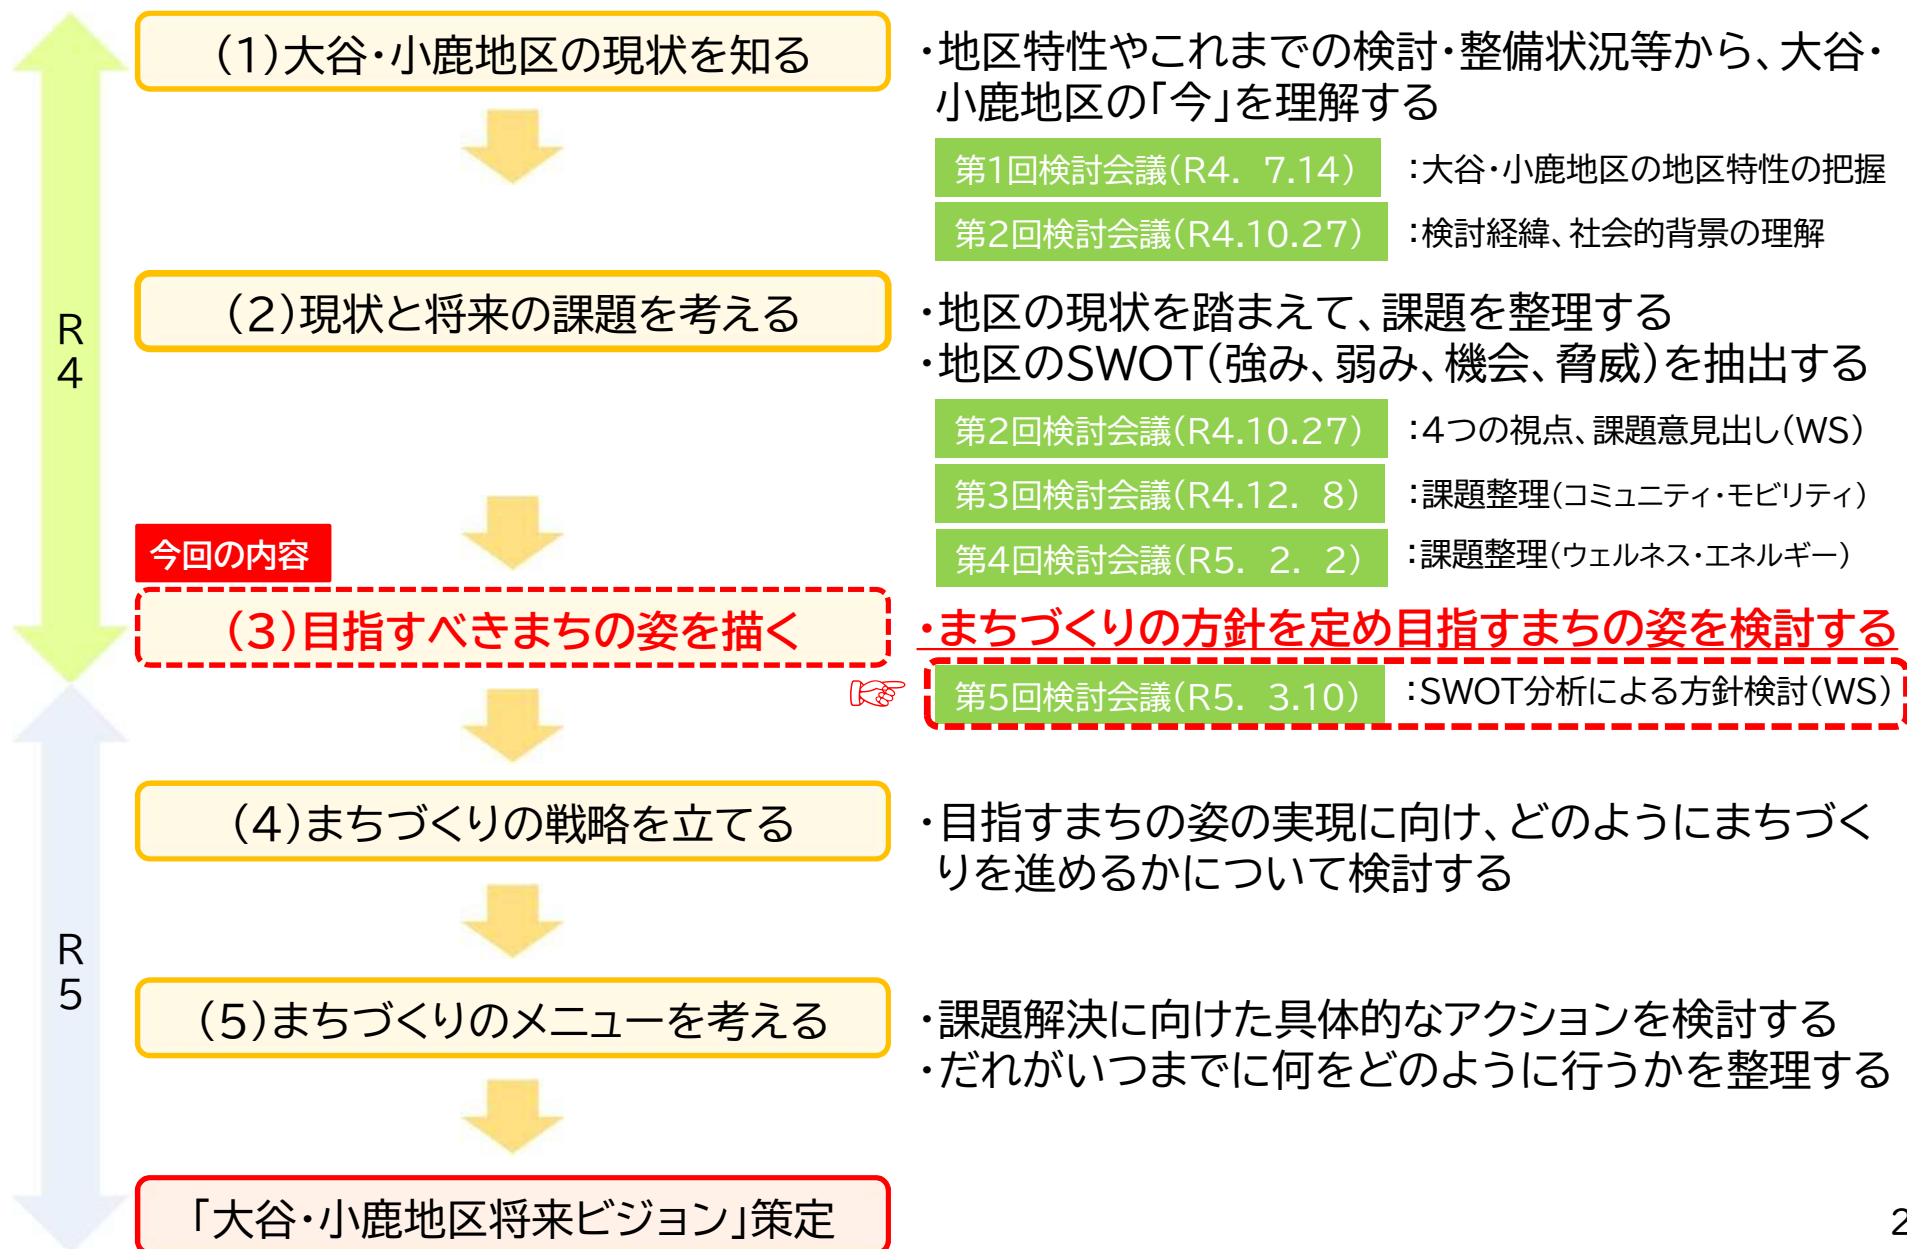 (1)大谷・小鹿地区の現状を知る
・地区特性やこれまでの検討・整備状況等から、大谷・
小鹿地区の「今」を理解する
第1回検討会議(R4. 7.14)
:大谷・小鹿地区の地区特性の把握
第2回検討会議(R4.10.27)
:検討経緯、社会的背景の理解
R
4
(2)現状と将来の課題を考える
・地区の現状を踏まえて、課題を整理する
・地区のSWOT(強み、弱み、機会、脅威)を抽出する
第2回検討会議(R4.10.27)
:4つの視点、課題意見出し(WS)
第3回検討会議(R4.12. 8)
:課題整理(コミュニティ・モビリティ)
第4回検討会議(R5. 2. 2)
:課題整理(ウェルネス・エネルギー)
今回の内容
(3)目指すべきまちの姿を描く
・まちづくりの方針を定め目指すまちの姿を検討する
第5回検討会議(R5. 3.10)
:SWOT分析による方針検討(WS)
R
5
(4)まちづくりの戦略を立てる
・目指すまちの姿の実現に向け、どのようにまちづく
りを進めるかについて検討する
(5)まちづくりのメニューを考える
・課題解決に向けた具体的なアクションを検討する
・だれがいつまでに何をどのように行うかを整理する
「大谷・小鹿地区将来ビジョン」策定
2